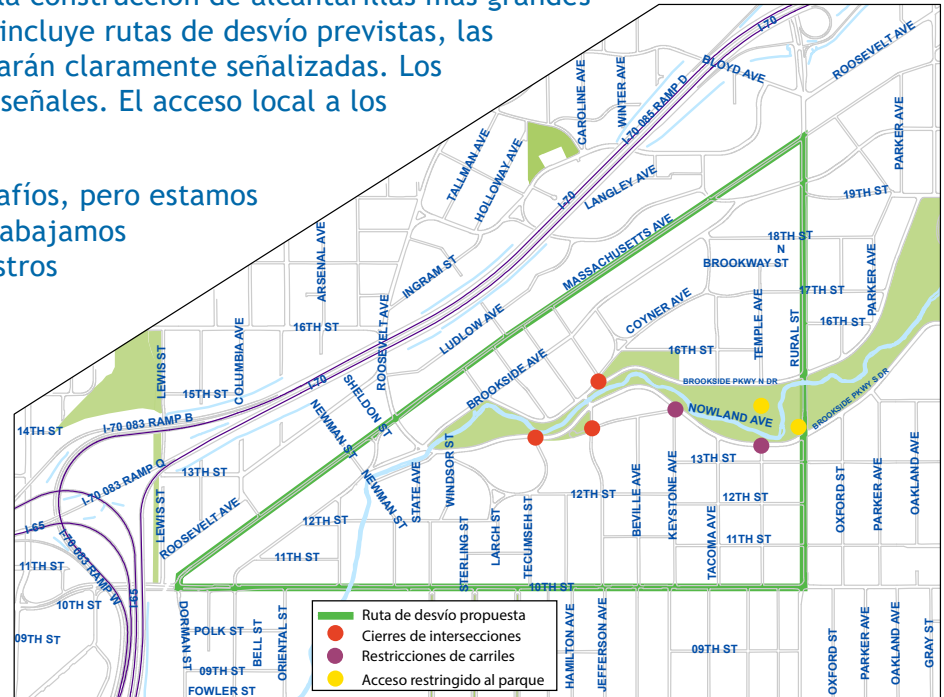 la construcción de alcantarillas más grandes
incluye rutas de desvío previstas, las
arán claramente señalizadas. Los
señales. El acceso local a los
afíos, pero estamos
rabajamos
stros
I-70
BLOYD AVE
ROOSEVELT AVE
CAROLINE AVE
WINTER AVE
I-70 085 RAMP D
TALLMAN AVE
HOLLOWAY AVE
PARKER AVE
I-70
LANGLEY AVE
19TH ST
MASSACHUSETTS AVE
18TH ST
N
BROOKWAY ST
ARSENAL AVE
INGRAM ST
17TH ST
PARKER AVE
COYNER AVE
TEMPLE AVE
RURAL ST
16TH ST
16TH ST
COLUMBIA AVE
ROOSEVELT AVE
LUDLOW AVE
16TH ST
LEWIS ST
BROOKSIDE AVE
BROOKSIDE PKWY N DR
BROOKSIDE PKWY S DR
15TH ST
I-70
SHELDON ST
NOWLAND AVE
NEWMAN ST
14TH ST
I-70 083 RAMP B
13TH ST
I-70 083 RAMP Q
13TH ST
NEWMAN ST
STATE AVE
WINDSOR ST
12TH ST
BEVILLE AVE
KEYSTONE AVE
12TH ST
OXFORD ST
PARKER AVE
OAKLAND AVE
LEWIS ST
ROOSEVELT AVE
12TH ST
I-65
I-70 083 RAMP W
11TH ST
STERLING ST
LARCH ST
TECUMSEH ST
TACOMA AVE
11TH ST
11TH ST
10TH ST
10TH ST
I-65
DORMAN ST
POLK ST
BELL ST
ORIENTAL ST
09TH ST
09TH ST
FOWLER ST
HAMILTON AVE
JEFFERSON AVE
09TH ST
OXFORD ST
PARKER AVE
OAKLAND AVE
GRAY ST
Ruta de desvío propuesta
Cierres de intersecciones
Restricciones de carriles
Acceso restringido al parque